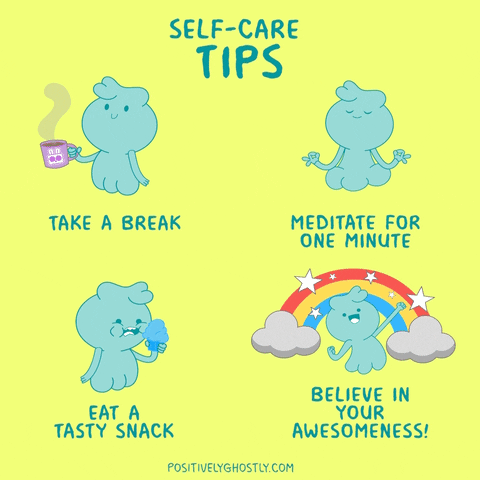 SELF-CARE
TIPS
TAKE A BREAK
MEDITATE FOR
ONE MINUTE
EAT A
TASTY SNACK
BELIEVE IN
YOUR
AWESOMENESS!
POSITIVELYGHOSTLY.COM